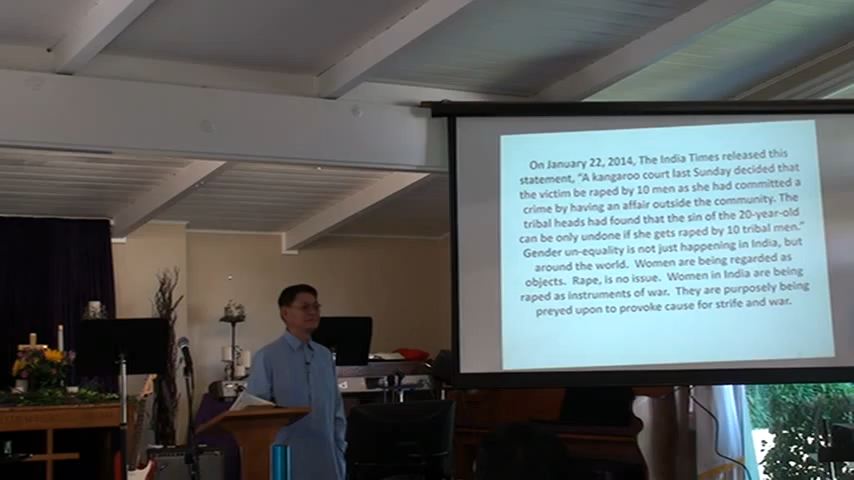 On January 22, 2014, The India Times released this
statement, "A kangaroo court last Sunday decided that
the victim be raped by 10 men as she had committed a
crime by having an affair outside the community. The
tribal heads had found that the sin of the 20-year-old
can be only undone if she gets raped by 10 tribal men."
Gender un-equality is not just happening in India, but
around the world. Women are being regarded as
objects. Rape, is no issue. Women in India are being
raped as instruments of war. They are purposely being
preyed upon to provoke cause for strife and war.